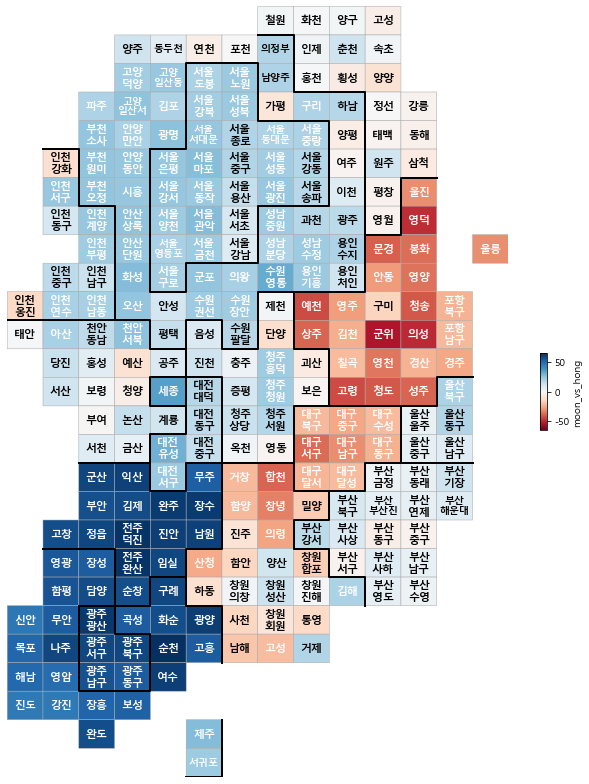 철원 화천 양구 고성
양주 동두천 연천 포천 의정부 인제 춘천 속초
고양 덕양 고양 일산동 서울 도봉 서울 노원 남양주 홍천 횡성 양양
파주 고양 일산서 김포 서울 강북 서울 성북 가평 구리 하남 정선 강릉
부천 소사 안양 만안 광명 서울 서대문 서울 종로 서울 동대문 서울 중랑 양평 태백 동해
인천 강화 부천 원미 안양 동안 서울 은평 서울 마포 서울 중구 서울 성동 서울 강동 여주 원주 삼척
인천 서구 부천 오정 시흥 서울 강서 서울 동작 서울 용산 서울 광진 서울 송파 이천 평창 울진
인천 동구 인천 계양 안산 상록 서울 양천 서울 관악 서울 서초 성남 중원 과천 광주 영월 영덕
인천 부평 안산 단원 서울 영등포 서울 금천 서울 강남 성남 분당 성남 수정 용인 수지 문경 봉화 울릉
인천 중구 인천 남구 화성 서울 구로 군포 의왕 수원 영통 용인 기흥 용인 처인 안동 영양
인천 옹진 인천 연수 인천 남동 오산 안성 수원 권선 수원 장안 제천 예천 영주 구미 청송 포항 북구
태안 아산 천안 동남 천안 서북 평택 음성 수원 팔달 단양 상주 김천 군위 의성 포항 남구
당진 홍성 예산 공주 진천 충주 청주 흥덕 괴산 칠곡 영천 경산 경주
서산 보령 청양 세종 대전 대덕 증평 청주 청원 보은 고령 청도 성주 울산 북구
부여 논산 계룡 대전 동구 청주 상당 청주 서원 대구 북구 대구 중구 대구 수성 울산 울주 울산 동구
서천 금산 대전 유성 대전 중구 옥천 영동 대구 서구 대구 남구 대구 동구 울산 중구 울산 남구
군산 익산 대전 서구 무주 거창 합천 대구 달서 대구 달성 부산 금정 부산 동래 부산 기장
부안 김제 완주 장수 함양 창녕 밀양 부산 북구 부산 부산진 부산 연제 부산 해운대
고창 정읍 전주 덕진 진안 남원 진주 의령 부산 강서 부산 사상 부산 동구 부산 중구
영광 장성 전주 완산 임실 산청 함안 양산 창원 합포 부산 서구 부산 사하 부산 남구
함평 담양 순창 구례 하동 창원 의창 창원 성산 창원 진해 김해 부산 영도 부산 수영
신안 무안 광주 광산 곡성 화순 광양 사천 창원 회원 통영
목포 나주 광주 서구 광주 북구 순천 고흥 남해 고성 거제
해남 영암 광주 남구 광주 동구 여수
진도 강진 장흥 보성
완도 제주
서귀포
50
0
-50
moon_vs_hong